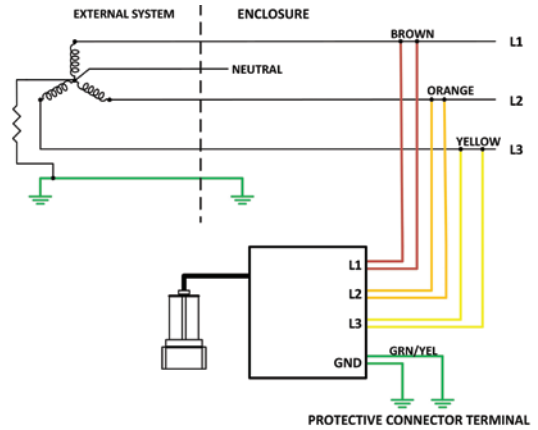 EXTERNAL SYSTEM
ENCLOSURE
BROWN
L1
NEUTRAL
ORANGE
L2
YELLOW
L3
L1
L2
L3
GRN/YEL
GND
PROTECTIVE CONNECTOR TERMINAL